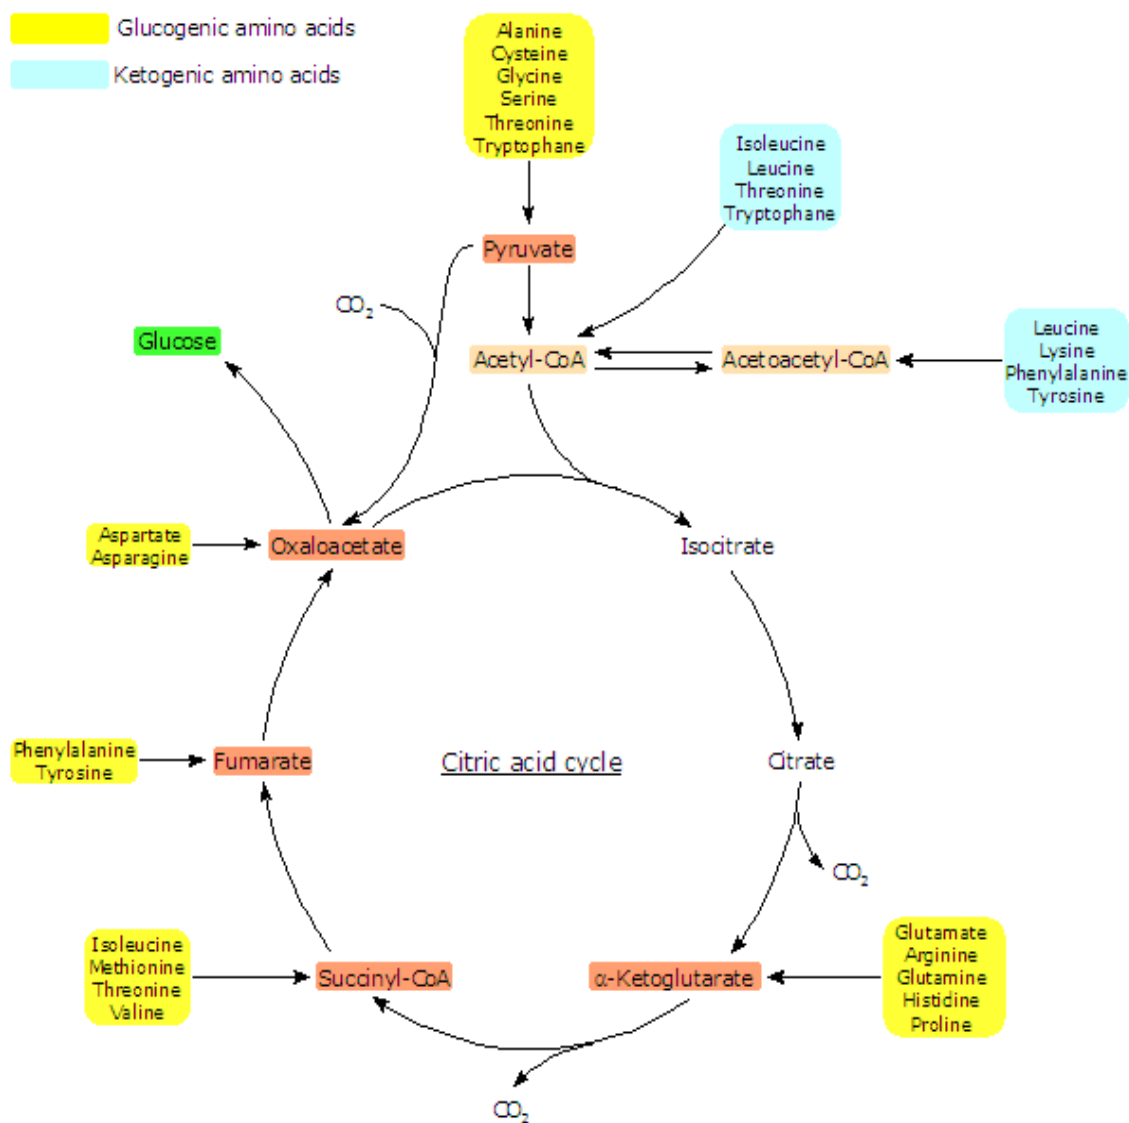 Glucogenic amino acids
Ketogenic amino acids
Alanine
Cysteine
Glycine
Serine
Threonine
Tryptophane
Isoleucine
Leucine
Threonine
Tryptophane
Pyruvate
CO₂
Glucose
Acetyl-CoA
Acetoacetyl-CoA
Leucine
Lysine
Phenylalanine
Tyrosine
Aspartate
Asparagine
Oxaloacetate
Isocitrate
Phenylalanine
Tyrosine
Fumarate
Citric acid cycle
Citrate
CO₂
Isoleucine
Methionine
Threonine
Valine
Succinyl-CoA
α-Ketoglutarate
Glutamate
Arginine
Glutamine
Histidine
Proline
CO₂